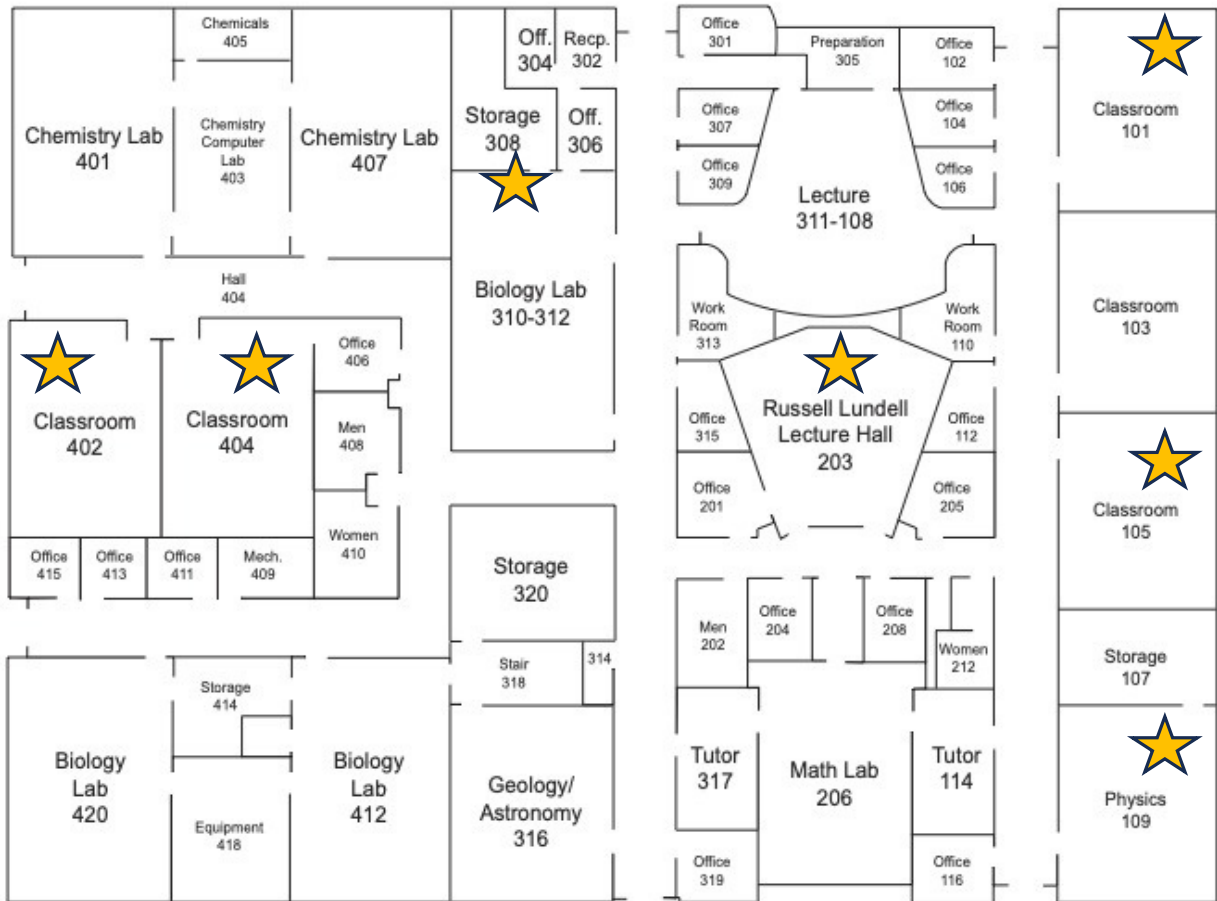 Chemicals
405
Chemistry Lab
401
Chemistry
Computer
Lab
403
Chemistry Lab
407
Off.
304
Recp.
302
Storage
308
Off.
306
Hall
404
Biology Lab
310-312
Classroom
402
Classroom
404
Office
406
Men
408
Women
410
Office
415
Office
413
Office
411
Mech.
409
Storage
320
Stair
318
314
Storage
414
Biology
Lab
420
Equipment
418
Biology
Lab
412
Geology/
Astronomy
316
Office
301
Preparation
305
Office
102
Office
307
Office
104
Office
309
Office
106
Lecture
311-108
Work
Room
313
Work
Room
110
Russell Lundell
Lecture Hall
203
Office
315
Office
112
Office
201
Office
205
Men
202
Office
204
Office
208
Women
212
Tutor
317
Math Lab
206
Tutor
114
Office
319
Office
116
Classroom
101
Classroom
103
Classroom
105
Storage
107
Physics
109